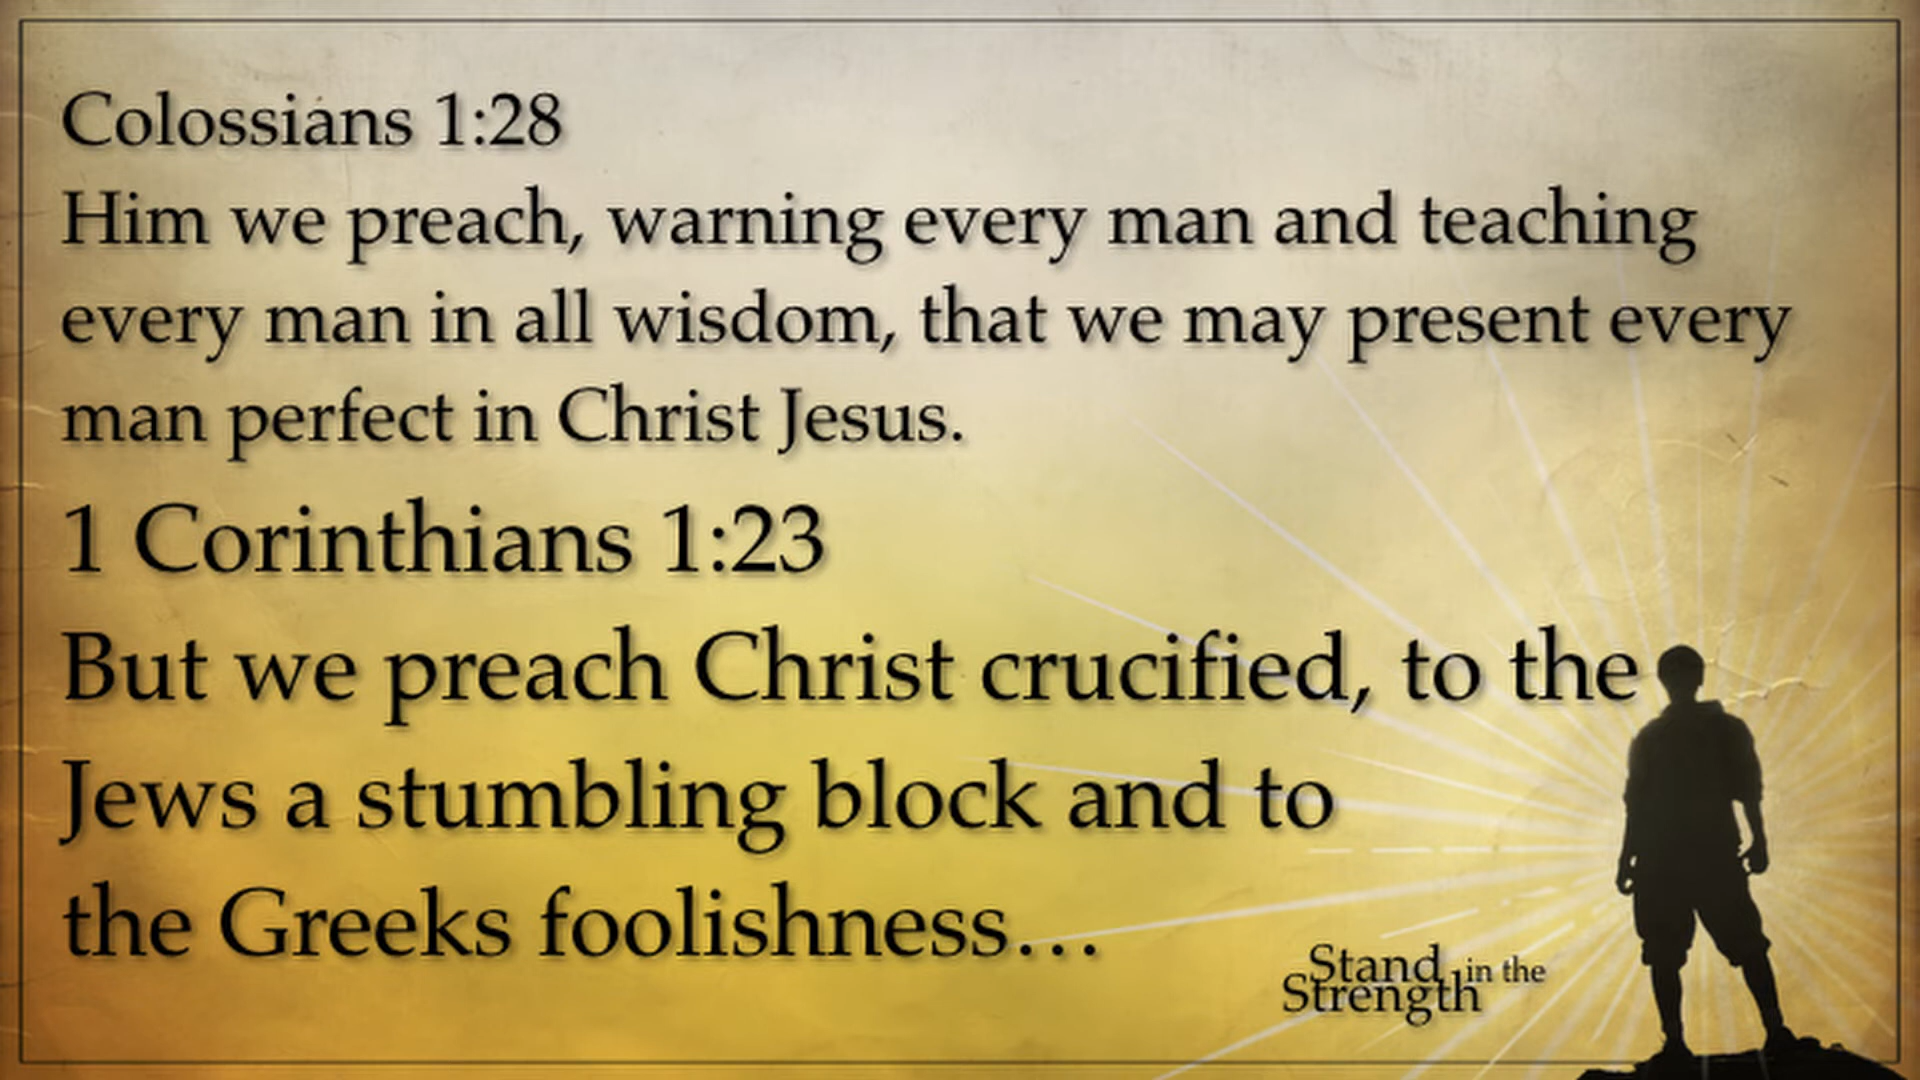 Colossians 1:28
Him we preach, warning every man and teaching
every man in all wisdom, that we may present every
man perfect in Christ Jesus.
1 Corinthians 1:23
But we preach Christ crucified, to the
Jews a stumbling block and to
the Greeks foolishness…
Stand in the
Strength